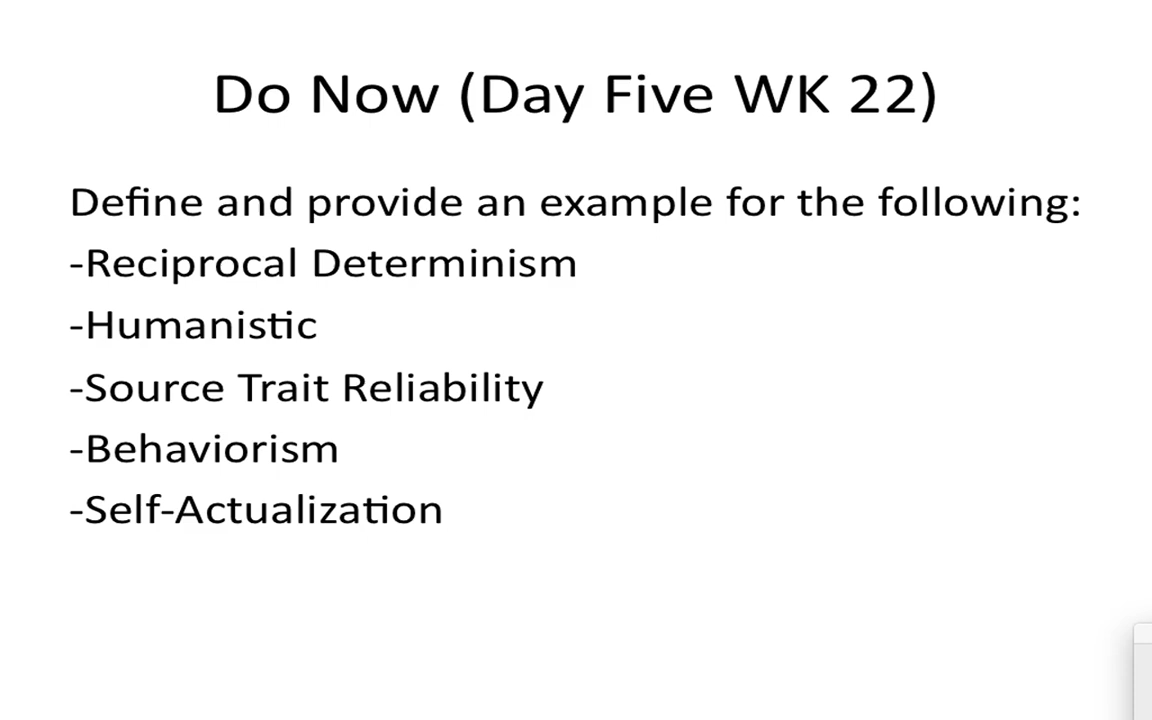 Do Now (Day Five WK 22)
Define and provide an example for the following:
-Reciprocal Determinism
-Humanistic
-Source Trait Reliability
-Behaviorism
-Self-Actualization